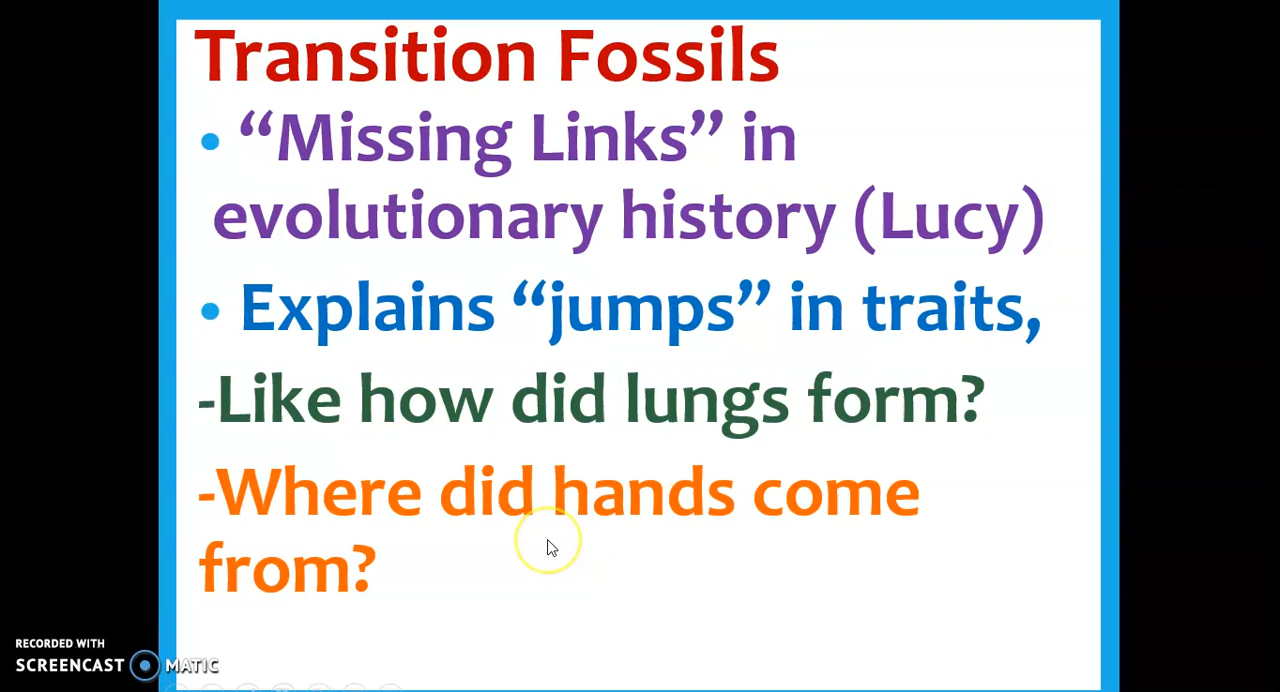 Transition Fossils
• “Missing Links” in
evolutionary history (Lucy)
• Explains “jumps” in traits,
-Like how did lungs form?
-Where did hands come
from?
RECORDED WITH
SCREENCAST MATIC